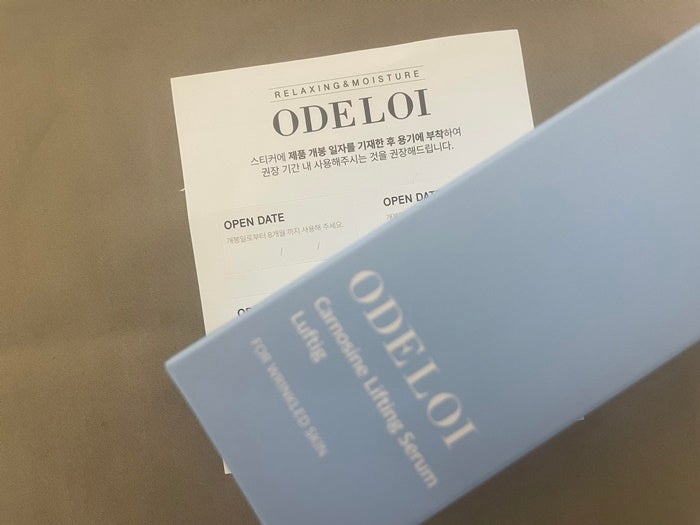 RELAXING&MOISTURE
ODELOI
스티커에 제품 개봉 일자를 기재한 후 용기에 부착하여
권장 기간 내 사용해주시는 것을 권장해드립니다.
OPEN DATE
개봉일로부터 8개월 까지 사용해 주세요.
/ /
OPEN
ODELOI
Carnosine Lifting Serum
Luftig
FOR WRINKLED SKIN